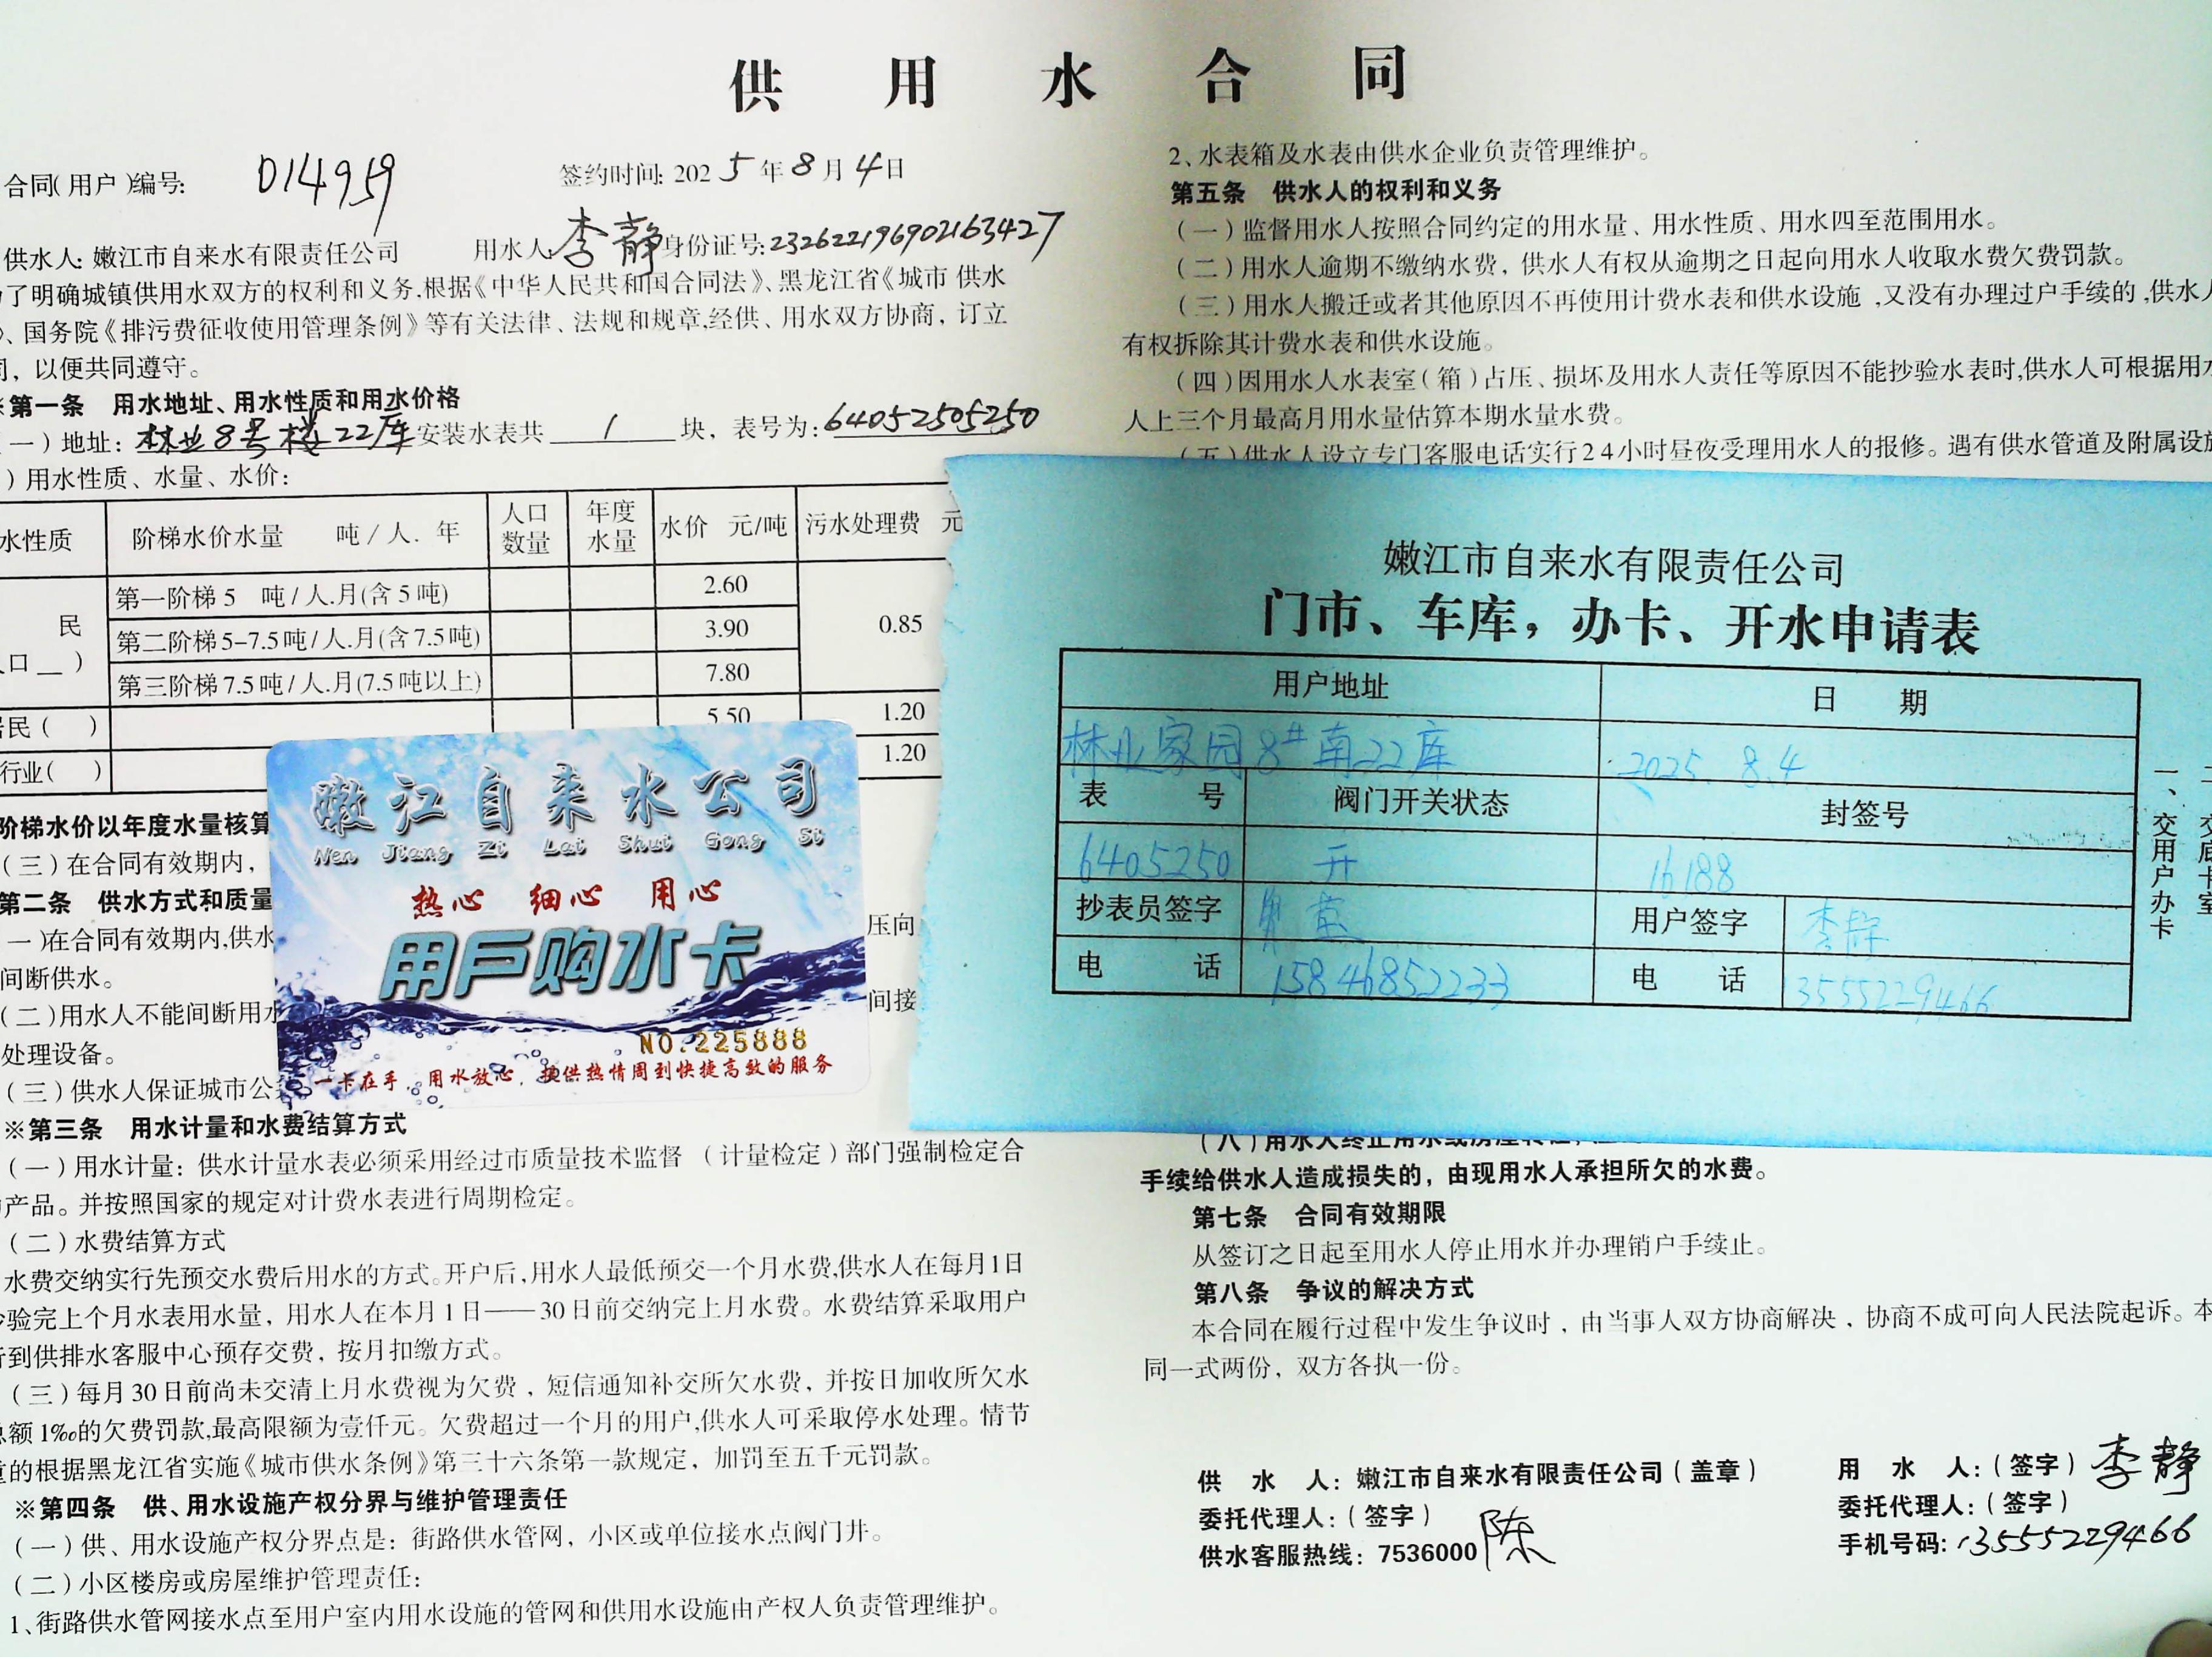 供 用 水 合 同
合同(用户)编号: D14959
签约时间: 2025年8月4日
供水人: 嫩江市自来水有限责任公司 用水人 李静 身份证号: 232622196902163427
了明确城镇供用水双方的权利和义务,根据《中华人民共和国合同法》、黑龙江省《城市 供水
、国务院《排污费征收使用管理条例》等有关法律、法规和规章,经供、用水双方协商，订立
，以便共同遵守。
※第一条 用水地址、用水性质和用水价格
一)地址: 林业8号楼22库 安装水表共 1 块，表号为: 64052505250
)用水性质、水量、水价:
水性质 阶梯水价水量 吨/人.年 人口数量 年度水量 水价 元/吨 污水处理费 元
民 第一阶梯5 吨/人.月(含5吨) 2.60
口__) 第二阶梯5-7.5吨/人.月(含7.5吨) 3.90 0.85
第三阶梯7.5吨/人.月(7.5吨以上) 7.80
民( ) 5.50 1.20
行业( ) 1.20
阶梯水价以年度水量核算
(三)在合同有效期内，
第二条 供水方式和质量
一)在合同有效期内,供水 压向
间断供水。
(二)用水人不能间断用水 间接
处理设备。
(三)供水人保证城市公
※第三条 用水计量和水费结算方式
(一)用水计量: 供水计量水表必须采用经过市质量技术监督 (计量检定)部门强制检定合
产品。并按照国家的规定对计费水表进行周期检定。
(二)水费结算方式
水费交纳实行先预交水费后用水的方式。开户后,用水人最低预交一个月水费,供水人在每月1日
验完上个月水表用水量，用水人在本月1日——30日前交纳完上月水费。水费结算采取用户
到供排水客服中心预存交费，按月扣缴方式。
(三)每月30日前尚未交清上月水费视为欠费，短信通知补交所欠水费，并按日加收所欠水
额1‰的欠费罚款,最高限额为壹仟元。欠费超过一个月的用户,供水人可采取停水处理。情节
的根据黑龙江省实施《城市供水条例》第三十六条第一款规定，加罚至五千元罚款。
※第四条 供、用水设施产权分界与维护管理责任
(一)供、用水设施产权分界点是: 街路供水管网，小区或单位接水点阀门井。
(二)小区楼房或房屋维护管理责任:
1、街路供水管网接水点至用户室内用水设施的管网和供用水设施由产权人负责管理维护。
嫩江自来水公司
Nen Jiang Zi Lai Shui Gong Si
热心 细心 用心
用户购水卡
NO.225888
一卡在手，用水放心，提供热情周到快捷高效的服务
2、水表箱及水表由供水企业负责管理维护。
第五条 供水人的权利和义务
(一)监督用水人按照合同约定的用水量、用水性质、用水四至范围用水。
(二)用水人逾期不缴纳水费，供水人有权从逾期之日起向用水人收取水费欠费罚款。
(三)用水人搬迁或者其他原因不再使用计费水表和供水设施,又没有办理过户手续的,供水人
有权拆除其计费水表和供水设施。
(四)因用水人水表室(箱)占压、损坏及用水人责任等原因不能抄验水表时,供水人可根据用水
人上三个月最高月用水量估算本期水量水费。
(五)供水人设立专门客服电话实行24小时昼夜受理用水人的报修。遇有供水管道及附属设施
嫩江市自来水有限责任公司
门市、车库，办卡、开水申请表
用户地址 日 期
林业家园8#南22库 2025.8.4
表 号 阀门开关状态 封签号
6405250 开 16188
抄表员签字 用户签字 李静
电 话 15846852233 电 话 13555229466
一、交用户办卡
(八)用水人终止用水或房屋
手续给供水人造成损失的，由现用水人承担所欠的水费。
第七条 合同有效期限
从签订之日起至用水人停止用水并办理销户手续止。
第八条 争议的解决方式
本合同在履行过程中发生争议时，由当事人双方协商解决，协商不成可向人民法院起诉。本
同一式两份，双方各执一份。
供 水 人: 嫩江市自来水有限责任公司(盖章) 用 水 人:(签字) 李静
委托代理人:(签字) 陈 委托代理人:(签字)
供水客服热线: 7536000 手机号码: 13555229466